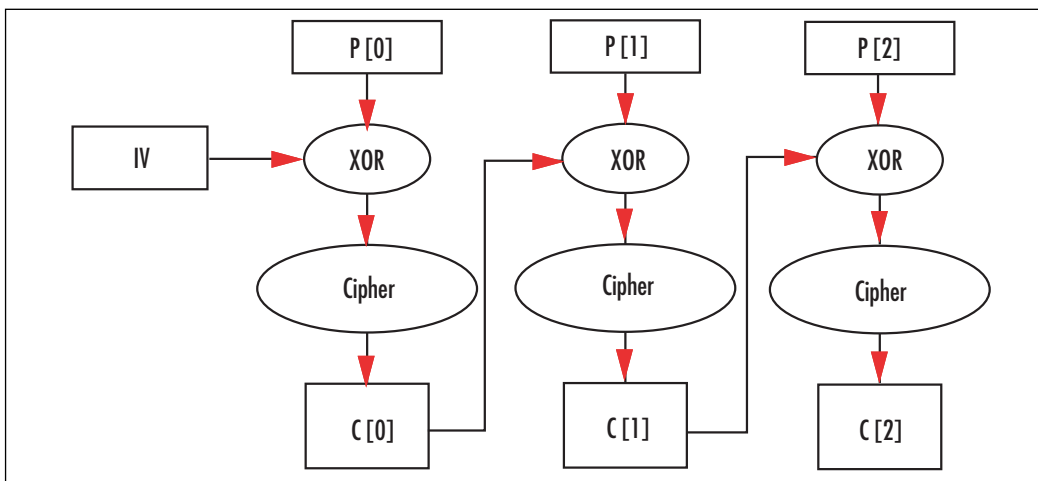 P [0]
P [1]
P [2]
IV
XOR
XOR
XOR
Cipher
Cipher
Cipher
C [0]
C [1]
C [2]